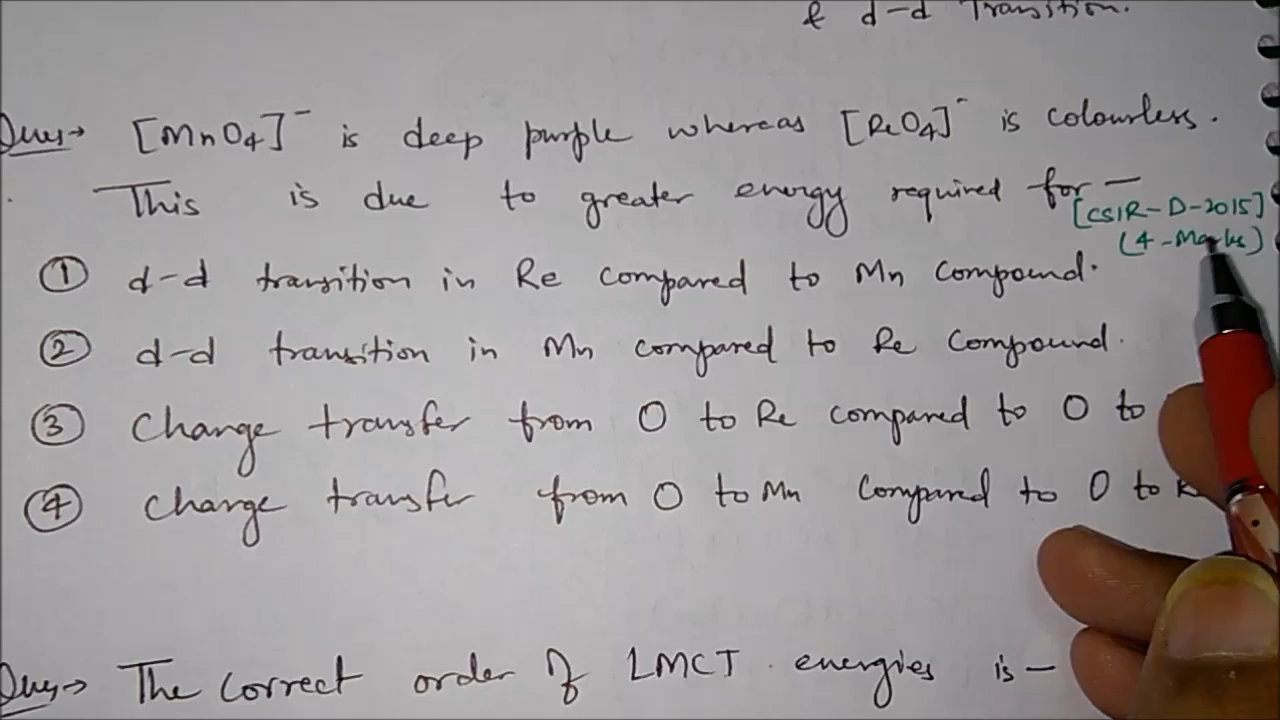 & d-d Transition.
Ques→ [MnO4]⁻ is deep purple whereas [ReO4]⁻ is colourless.
This is due to greater energy required for —
[CSIR-D-2015]
(4-Marks)
① d-d transition in Re compared to Mn compound.
② d-d transition in Mn compared to Re compound.
③ Change transfer from O to Re compared to O to
④ Change transfer from O to Mn compared to O to
Ques→ The correct order of LMCT energies is —